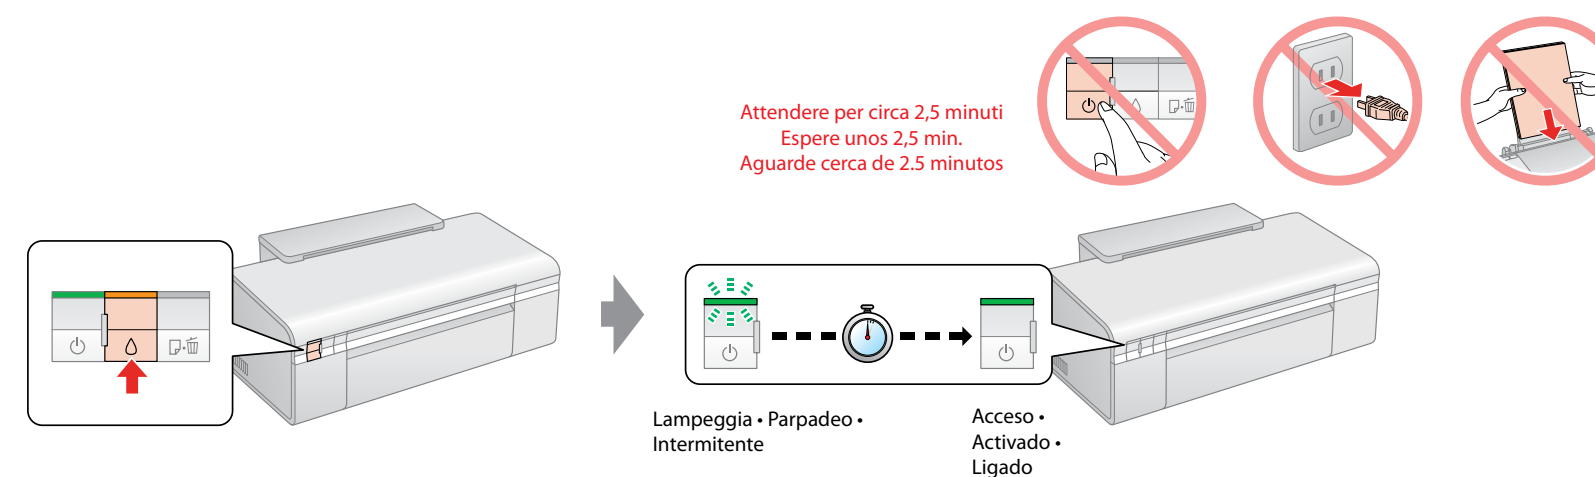 Attendere per circa 2,5 minuti
Espere unos 2,5 min.
Aguarde cerca de 2.5 minutos
Lampeggia • Parpadeo •
Intermitente
Acceso •
Activado •
Ligado